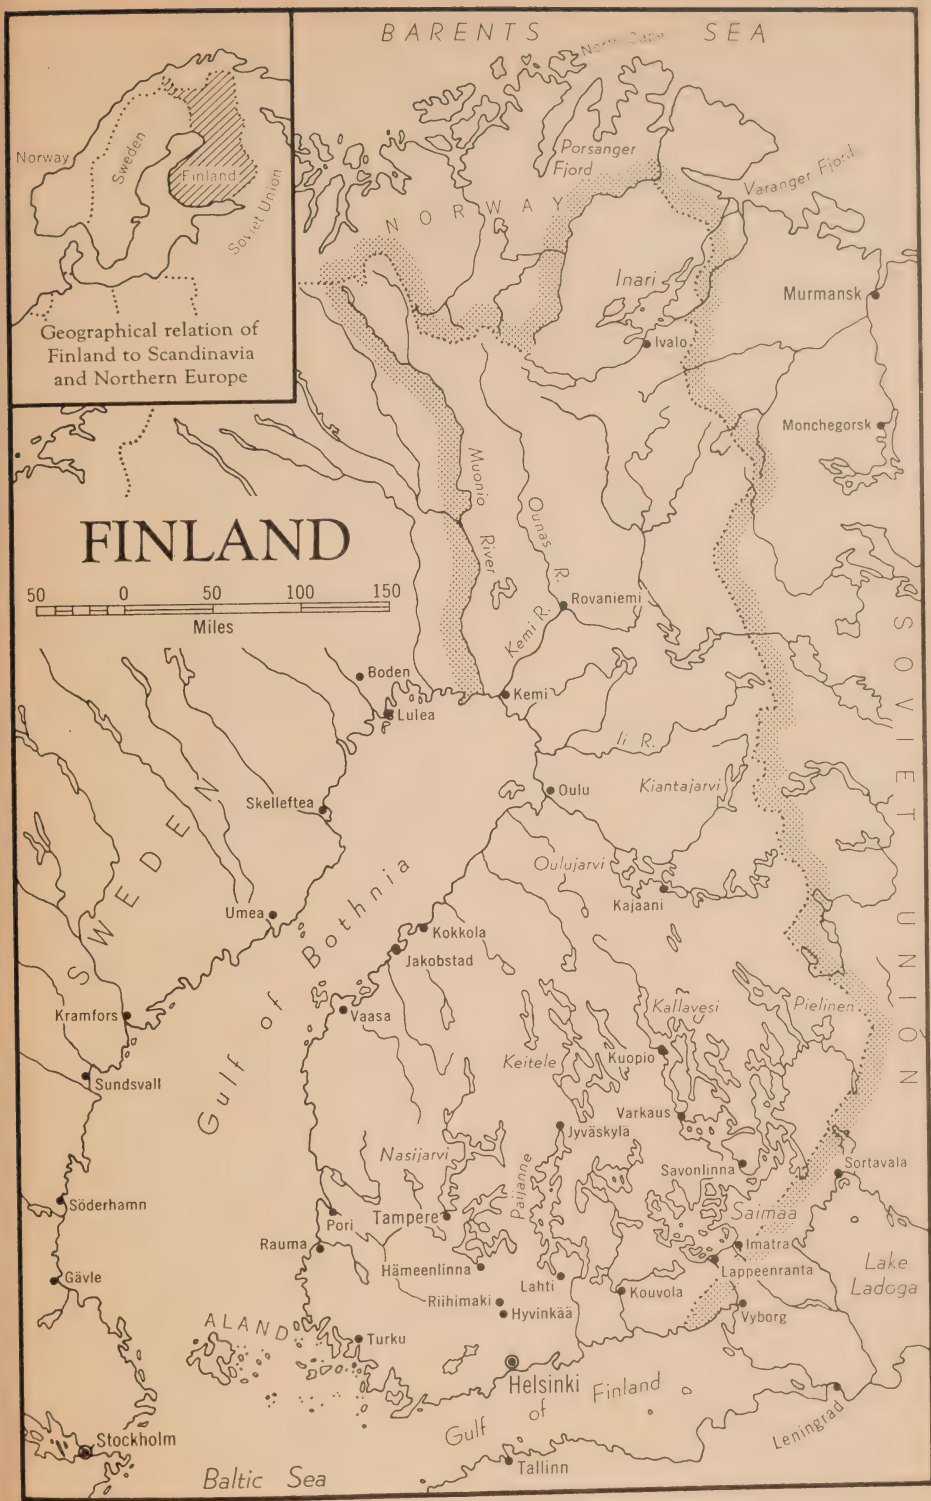 BARENTS SEA
North Cape
Porsanger
Fjord
Varanger Fjord
NORWAY
Norway
Sweden
Finland
Soviet Union
Geographical relation of
Finland to Scandinavia
and Northern Europe
Inari
Murmansk
Ivalo
Monchegorsk
Muonio River
Ounas R.
FINLAND
50 0 50 100 150
Miles
Rovaniemi
Kemi R.
SOVIET UNION
Boden
Lulea
Kemi
Ii R.
Skelleftea
Oulu
Kiantajarvi
SWEDEN
Oulujarvi
Kajaani
Umea
Gulf of Bothnia
Kokkola
Jakobstad
Kramfors
Vaasa
Kallavesi
Pielinen
Keitele
Kuopio
Sundsvall
Varkaus
Jyväskylä
Nasijarvi
Savonlinna
Sortavala
Paijanne
Söderhamn
Pori
Tampere
Saimaa
Rauma
Imatra
Hämeenlinna
Lahti
Lappeenranta
Lake
Ladoga
Gävle
Riihimaki
Kouvola
Hyvinkää
Vyborg
ALAND
Turku
Helsinki
Gulf of Finland
Leningrad
Stockholm
Tallinn
Baltic Sea